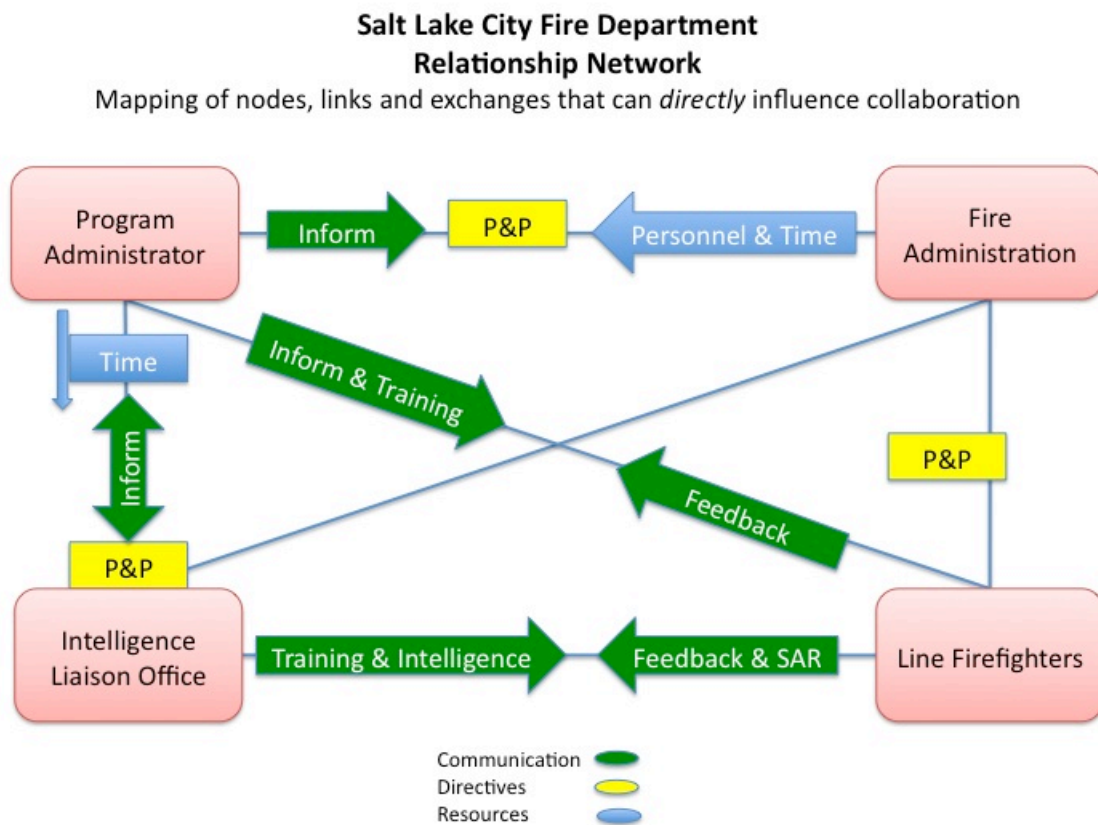 Salt Lake City Fire Department
Relationship Network
Mapping of nodes, links and exchanges that can directly influence collaboration
Program
Administrator
Inform
P&P
Personnel & Time
Fire
Administration
Time
Inform & Training
Inform
P&P
Feedback
P&P
Intelligence
Liaison Office
Training & Intelligence
Feedback & SAR
Line Firefighters
Communication
Directives
Resources